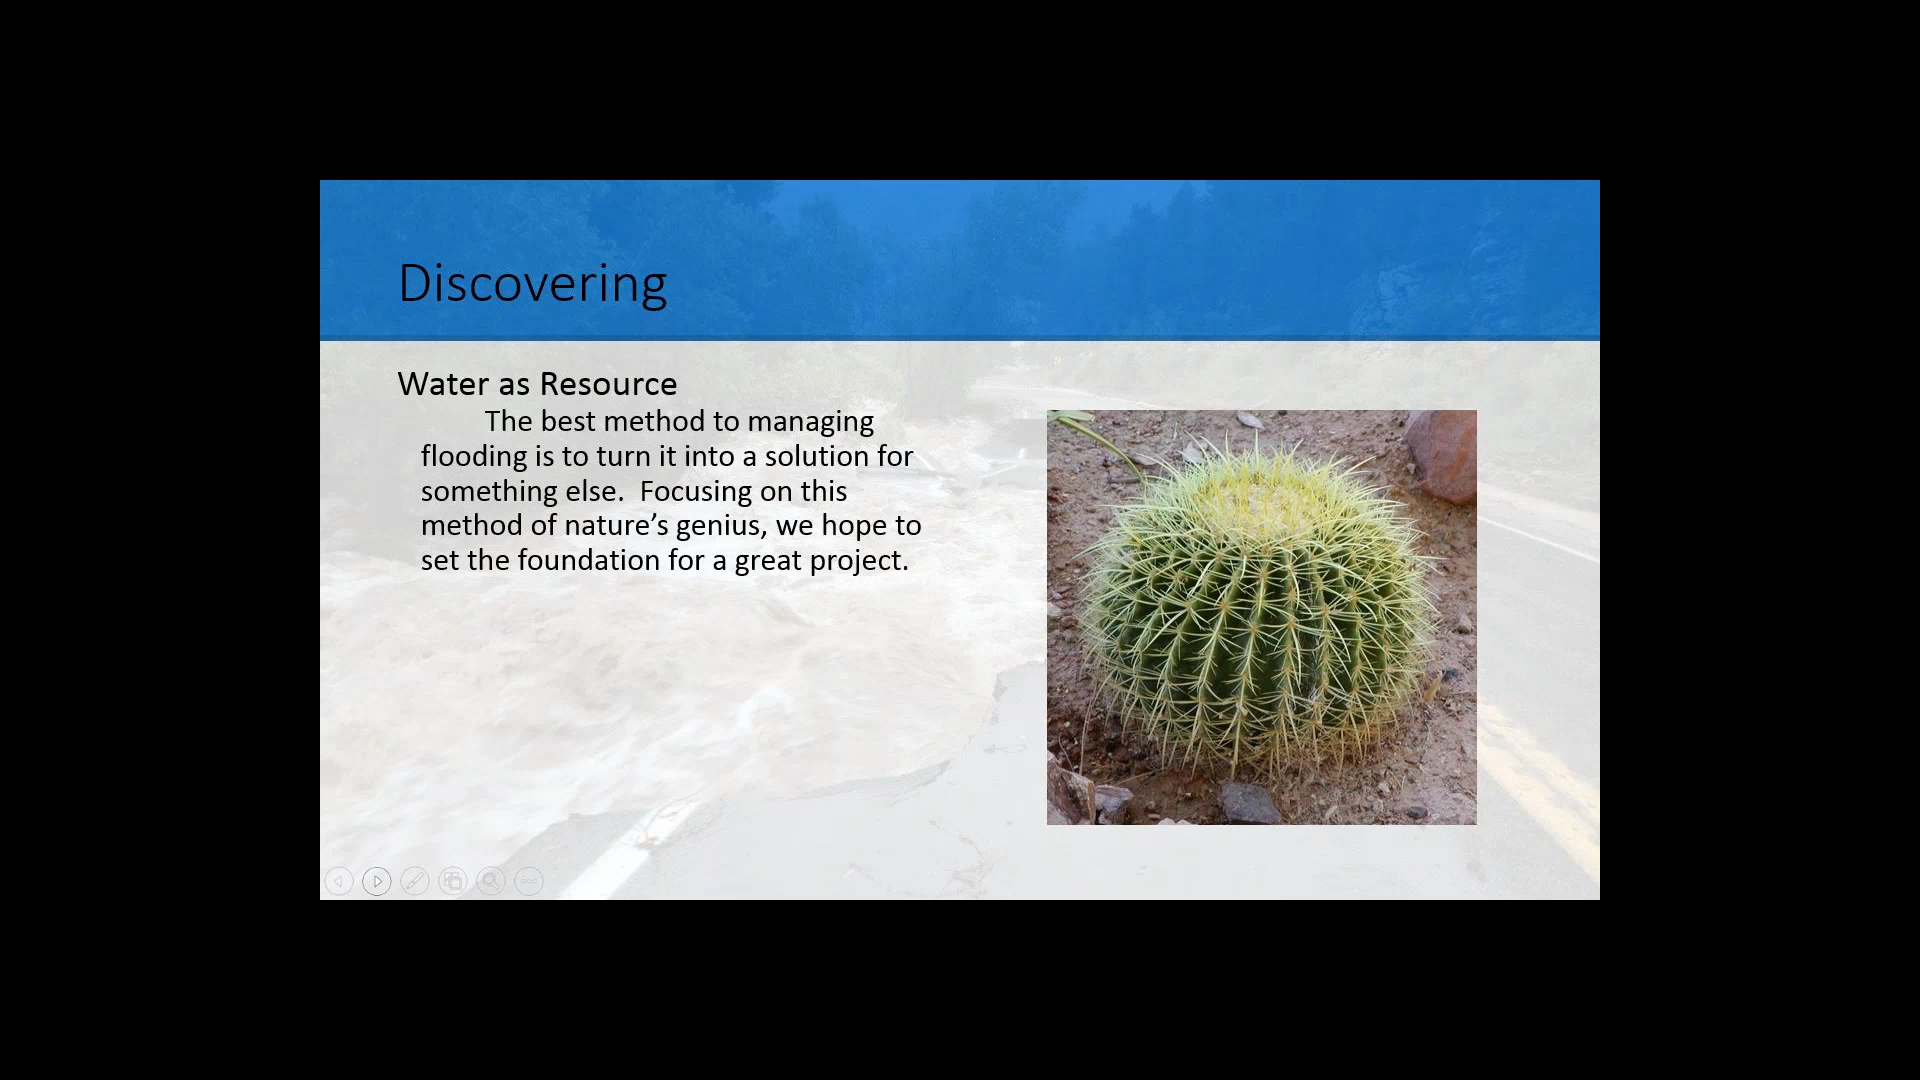 Discovering
Water as Resource
The best method to managing
flooding is to turn it into a solution for
something else.  Focusing on this
method of nature’s genius, we hope to
set the foundation for a great project.